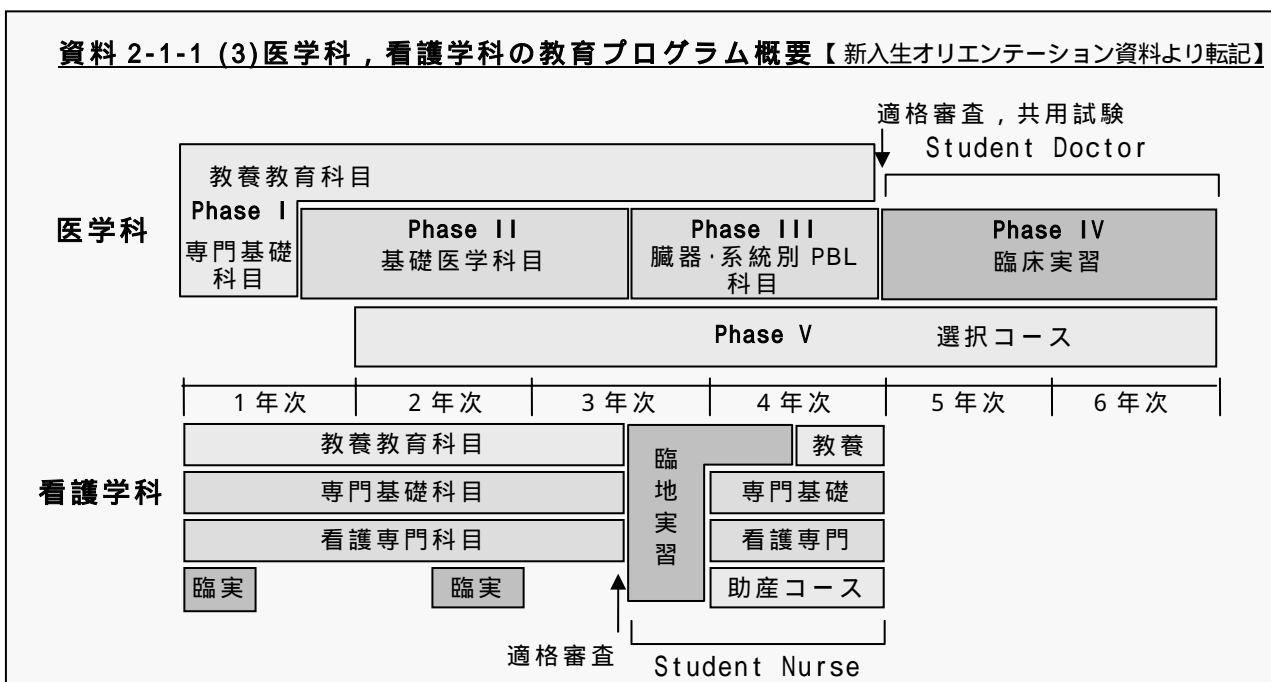 資料 2-1-1 (3)医学科，看護学科の教育プログラム概要【 新入生オリエンテーション資料より転記】
適格審査，共用試験
Student Doctor
医学科
教養教育科目
Phase I
専門基礎
科目
Phase II
基礎医学科目
Phase III
臓器・系統別 PBL
科目
Phase IV
臨床実習
Phase V 選択コース
1 年次 2 年次 3 年次 4 年次 5 年次 6 年次
看護学科
教養教育科目
専門基礎科目
看護専門科目
臨実 臨実
臨
地
実
習
教養
専門基礎
看護専門
助産コース
適格審査
Student Nurse